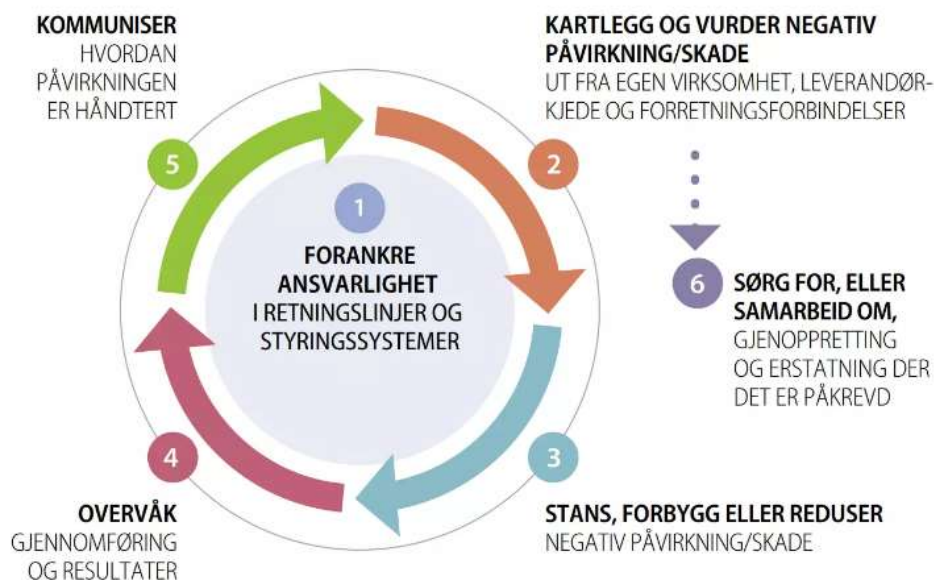 KOMMUNISER
HVORDAN
PÅVIRKNINGEN
ER HÅNDTERT
5
KARTLEGG OG VURDER NEGATIV
PÅVIRKNING/SKADE
UT FRA EGEN VIRKSOMHET, LEVERANDØR-
KJEDE OG FORRETNINGSFORBINDELSER
2
1
FORANKRE
ANSVARLIGHET
I RETNINGSLINJER OG
STYRINGSSYSTEMER
6
SØRG FOR, ELLER
SAMARBEID OM,
GJENOPPRETTING
OG ERSTATNING DER
DET ER PÅKREVD
4
OVERVÅK
GJENNOMFØRING
OG RESULTATER
3
STANS, FORBYGG ELLER REDUSER
NEGATIV PÅVIRKNING/SKADE